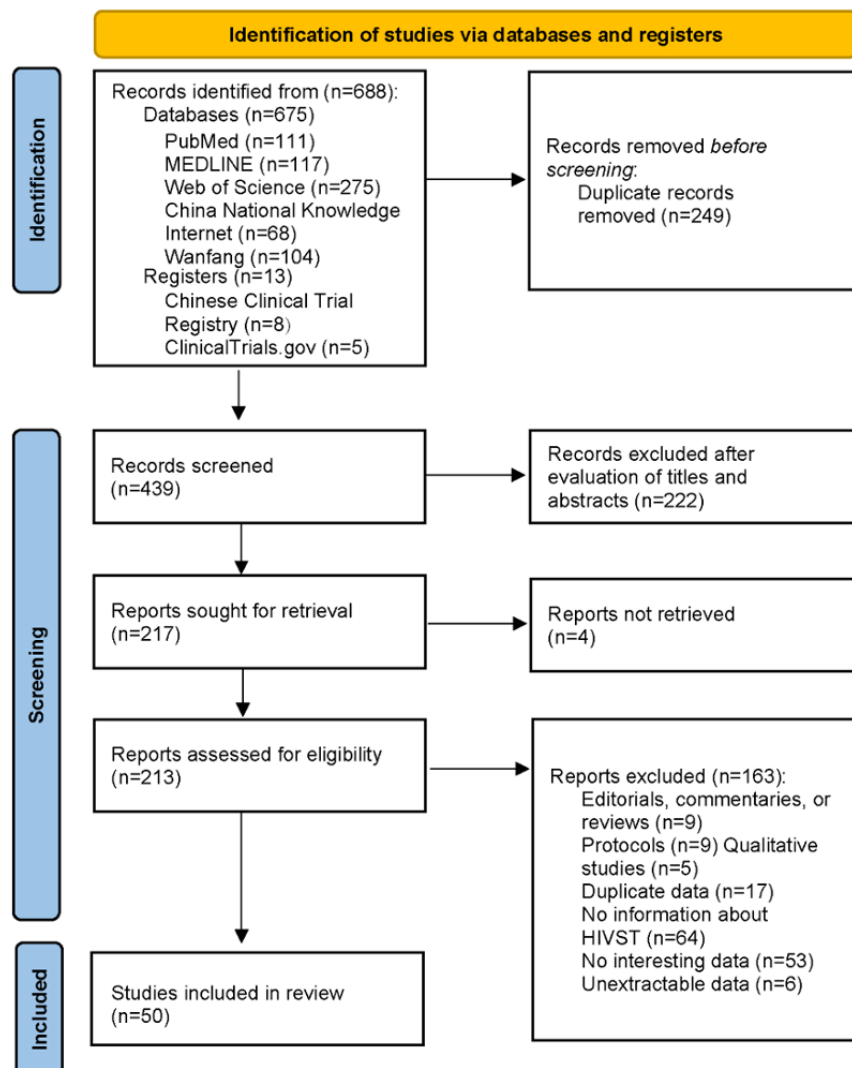 Identification of studies via databases and registers
Identification
Records identified from (n=688):
Databases (n=675)
PubMed (n=111)
MEDLINE (n=117)
Web of Science (n=275)
China National Knowledge
Internet (n=68)
Wanfang (n=104)
Registers (n=13)
Chinese Clinical Trial
Registry (n=8)
ClinicalTrials.gov (n=5)
Records removed before
screening:
Duplicate records
removed (n=249)
Screening
Records screened
(n=439)
Records excluded after
evaluation of titles and
abstracts (n=222)
Reports sought for retrieval
(n=217)
Reports not retrieved
(n=4)
Reports assessed for eligibility
(n=213)
Reports excluded (n=163):
Editorials, commentaries, or
reviews (n=9)
Protocols (n=9) Qualitative
studies (n=5)
Duplicate data (n=17)
No information about
HIVST (n=64)
No interesting data (n=53)
Unextractable data (n=6)
Included
Studies included in review
(n=50)